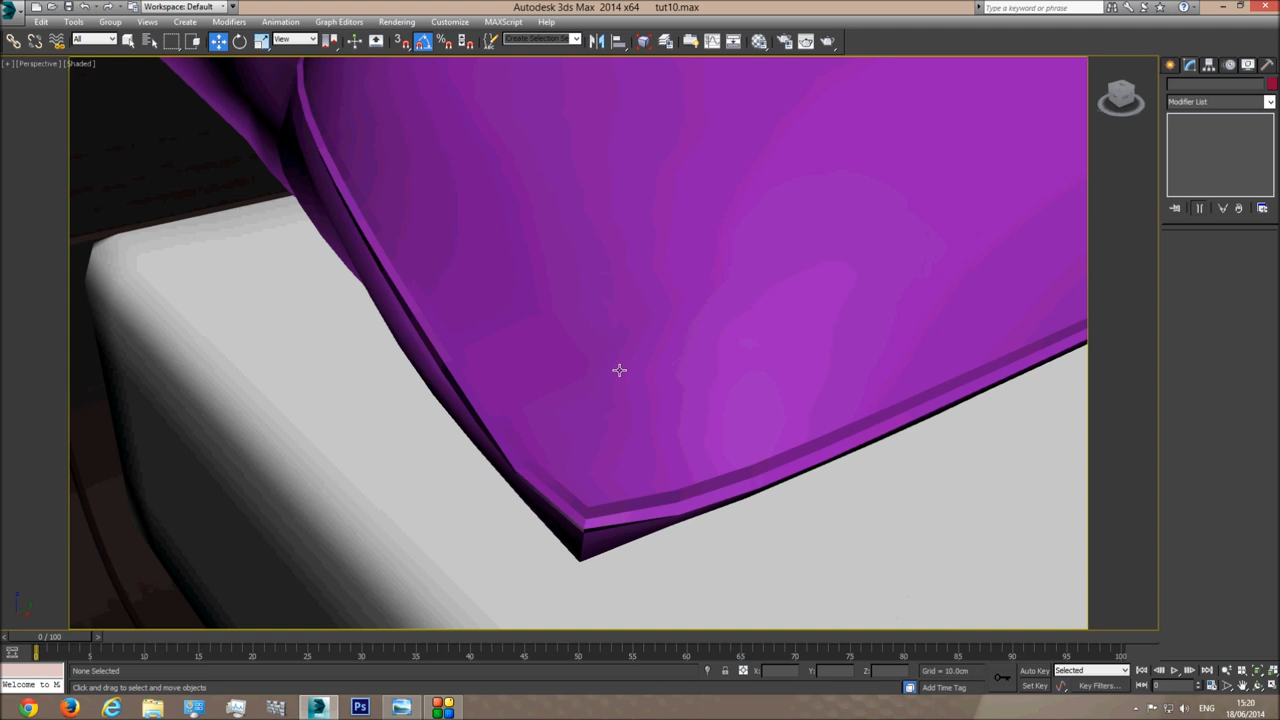 Autodesk 3ds Max 2014 x64 tut10.max
Workspace: Default
Type a keyword or phrase
Edit Tools Group Views Create Modifiers Animation Graph Editors Rendering Customize MAXScript Help
All
View
Create Selection Se
[ + ] [Perspective ] [Shaded ]
Modifier List
0 / 100
0 5 10 15 20 25 30 35 40 45 50 55 60 65 70 75 80 85 90 95 100
None Selected
X: Y: Z:
Grid = 10.0cm
Auto Key
Selected
Welcome to M
Click and drag to select and move objects
Add Time Tag
Set Key
Key Filters...
0
ENG
15:20
18/06/2014